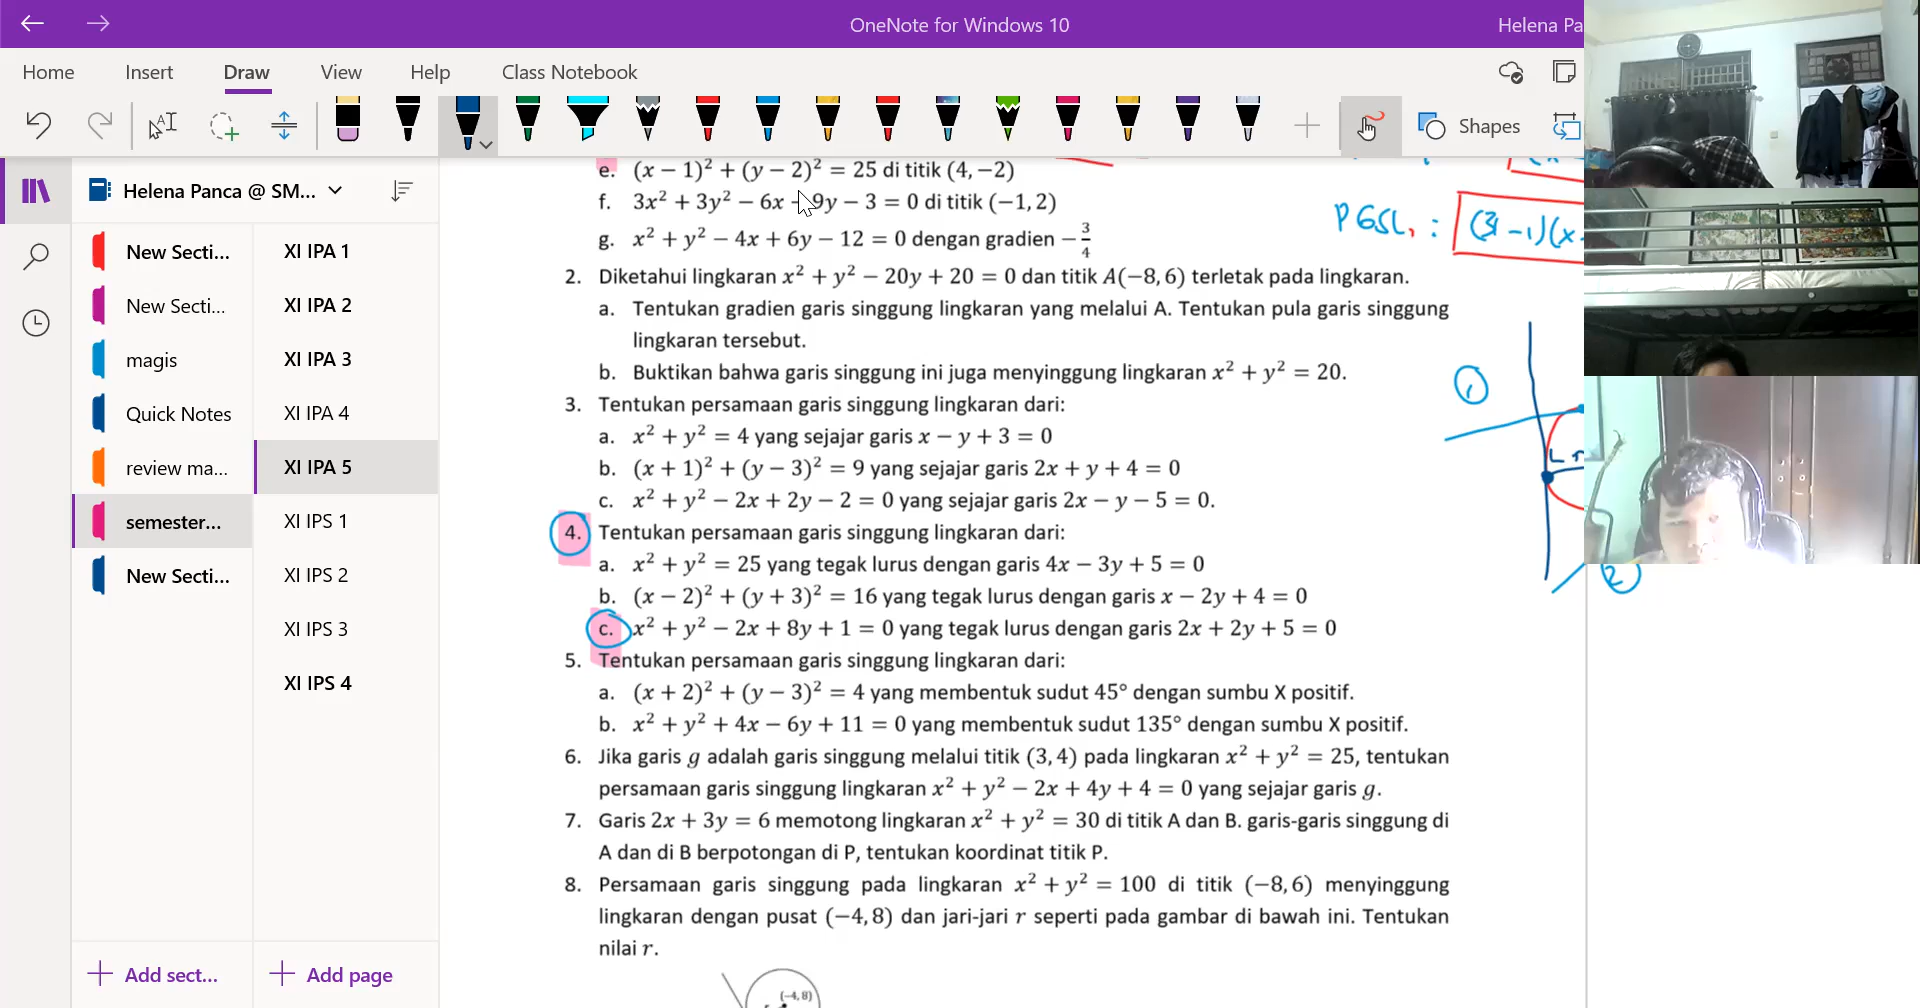 OneNote for Windows 10
Helena Pa
Home Insert Draw View Help Class Notebook
Shapes
Helena Panca @ SM...
New Secti...
New Secti...
magis
Quick Notes
review ma...
semester...
New Secti...
Add sect...
XI IPA 1
XI IPA 2
XI IPA 3
XI IPA 4
XI IPA 5
XI IPS 1
XI IPS 2
XI IPS 3
XI IPS 4
Add page
e. (x − 1)² + (y − 2)² = 25 di titik (4, −2)
f. 3x² + 3y² − 6x 9y − 3 = 0 di titik (−1, 2)
g. x² + y² − 4x + 6y − 12 = 0 dengan gradien −3/4
2. Diketahui lingkaran x² + y² − 20y + 20 = 0 dan titik A(−8, 6) terletak pada lingkaran.
a. Tentukan gradien garis singgung lingkaran yang melalui A. Tentukan pula garis singgung
lingkaran tersebut.
b. Buktikan bahwa garis singgung ini juga menyinggung lingkaran x² + y² = 20.
3. Tentukan persamaan garis singgung lingkaran dari:
a. x² + y² = 4 yang sejajar garis x − y + 3 = 0
b. (x + 1)² + (y − 3)² = 9 yang sejajar garis 2x + y + 4 = 0
c. x² + y² − 2x + 2y − 2 = 0 yang sejajar garis 2x − y − 5 = 0.
4. Tentukan persamaan garis singgung lingkaran dari:
a. x² + y² = 25 yang tegak lurus dengan garis 4x − 3y + 5 = 0
b. (x − 2)² + (y + 3)² = 16 yang tegak lurus dengan garis x − 2y + 4 = 0
c. x² + y² − 2x + 8y + 1 = 0 yang tegak lurus dengan garis 2x + 2y + 5 = 0
5. Tentukan persamaan garis singgung lingkaran dari:
a. (x + 2)² + (y − 3)² = 4 yang membentuk sudut 45° dengan sumbu X positif.
b. x² + y² + 4x − 6y + 11 = 0 yang membentuk sudut 135° dengan sumbu X positif.
6. Jika garis g adalah garis singgung melalui titik (3, 4) pada lingkaran x² + y² = 25, tentukan
persamaan garis singgung lingkaran x² + y² − 2x + 4y + 4 = 0 yang sejajar garis g.
7. Garis 2x + 3y = 6 memotong lingkaran x² + y² = 30 di titik A dan B. garis-garis singgung di
A dan di B berpotongan di P, tentukan koordinat titik P.
8. Persamaan garis singgung pada lingkaran x² + y² = 100 di titik (−8, 6) menyinggung
lingkaran dengan pusat (−4, 8) dan jari-jari r seperti pada gambar di bawah ini. Tentukan
nilai r.
(-4, 8)
PGSL₁ :
1
2